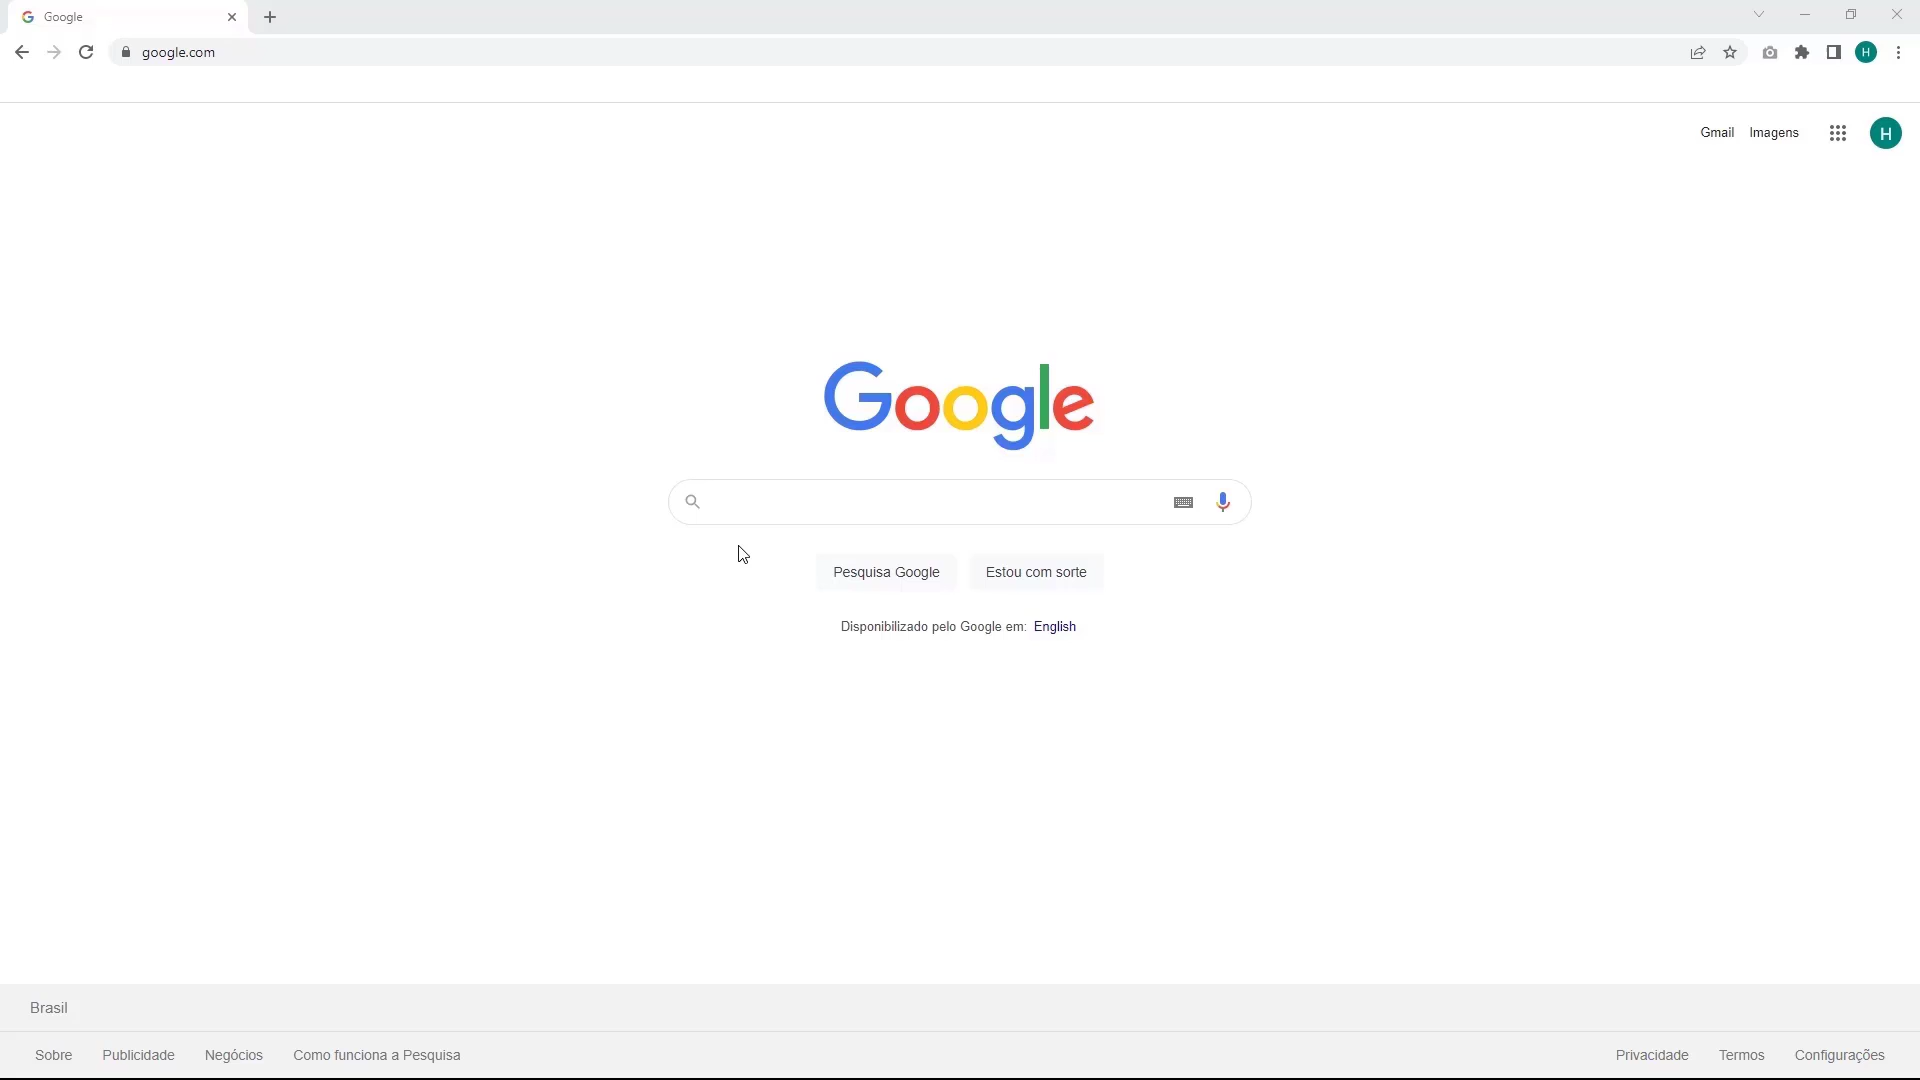 Google
google.com
H
Gmail Imagens
H
Google
Pesquisa Google Estou com sorte
Disponibilizado pelo Google em: English
Brasil
Sobre Publicidade Negócios Como funciona a Pesquisa Privacidade Termos Configurações